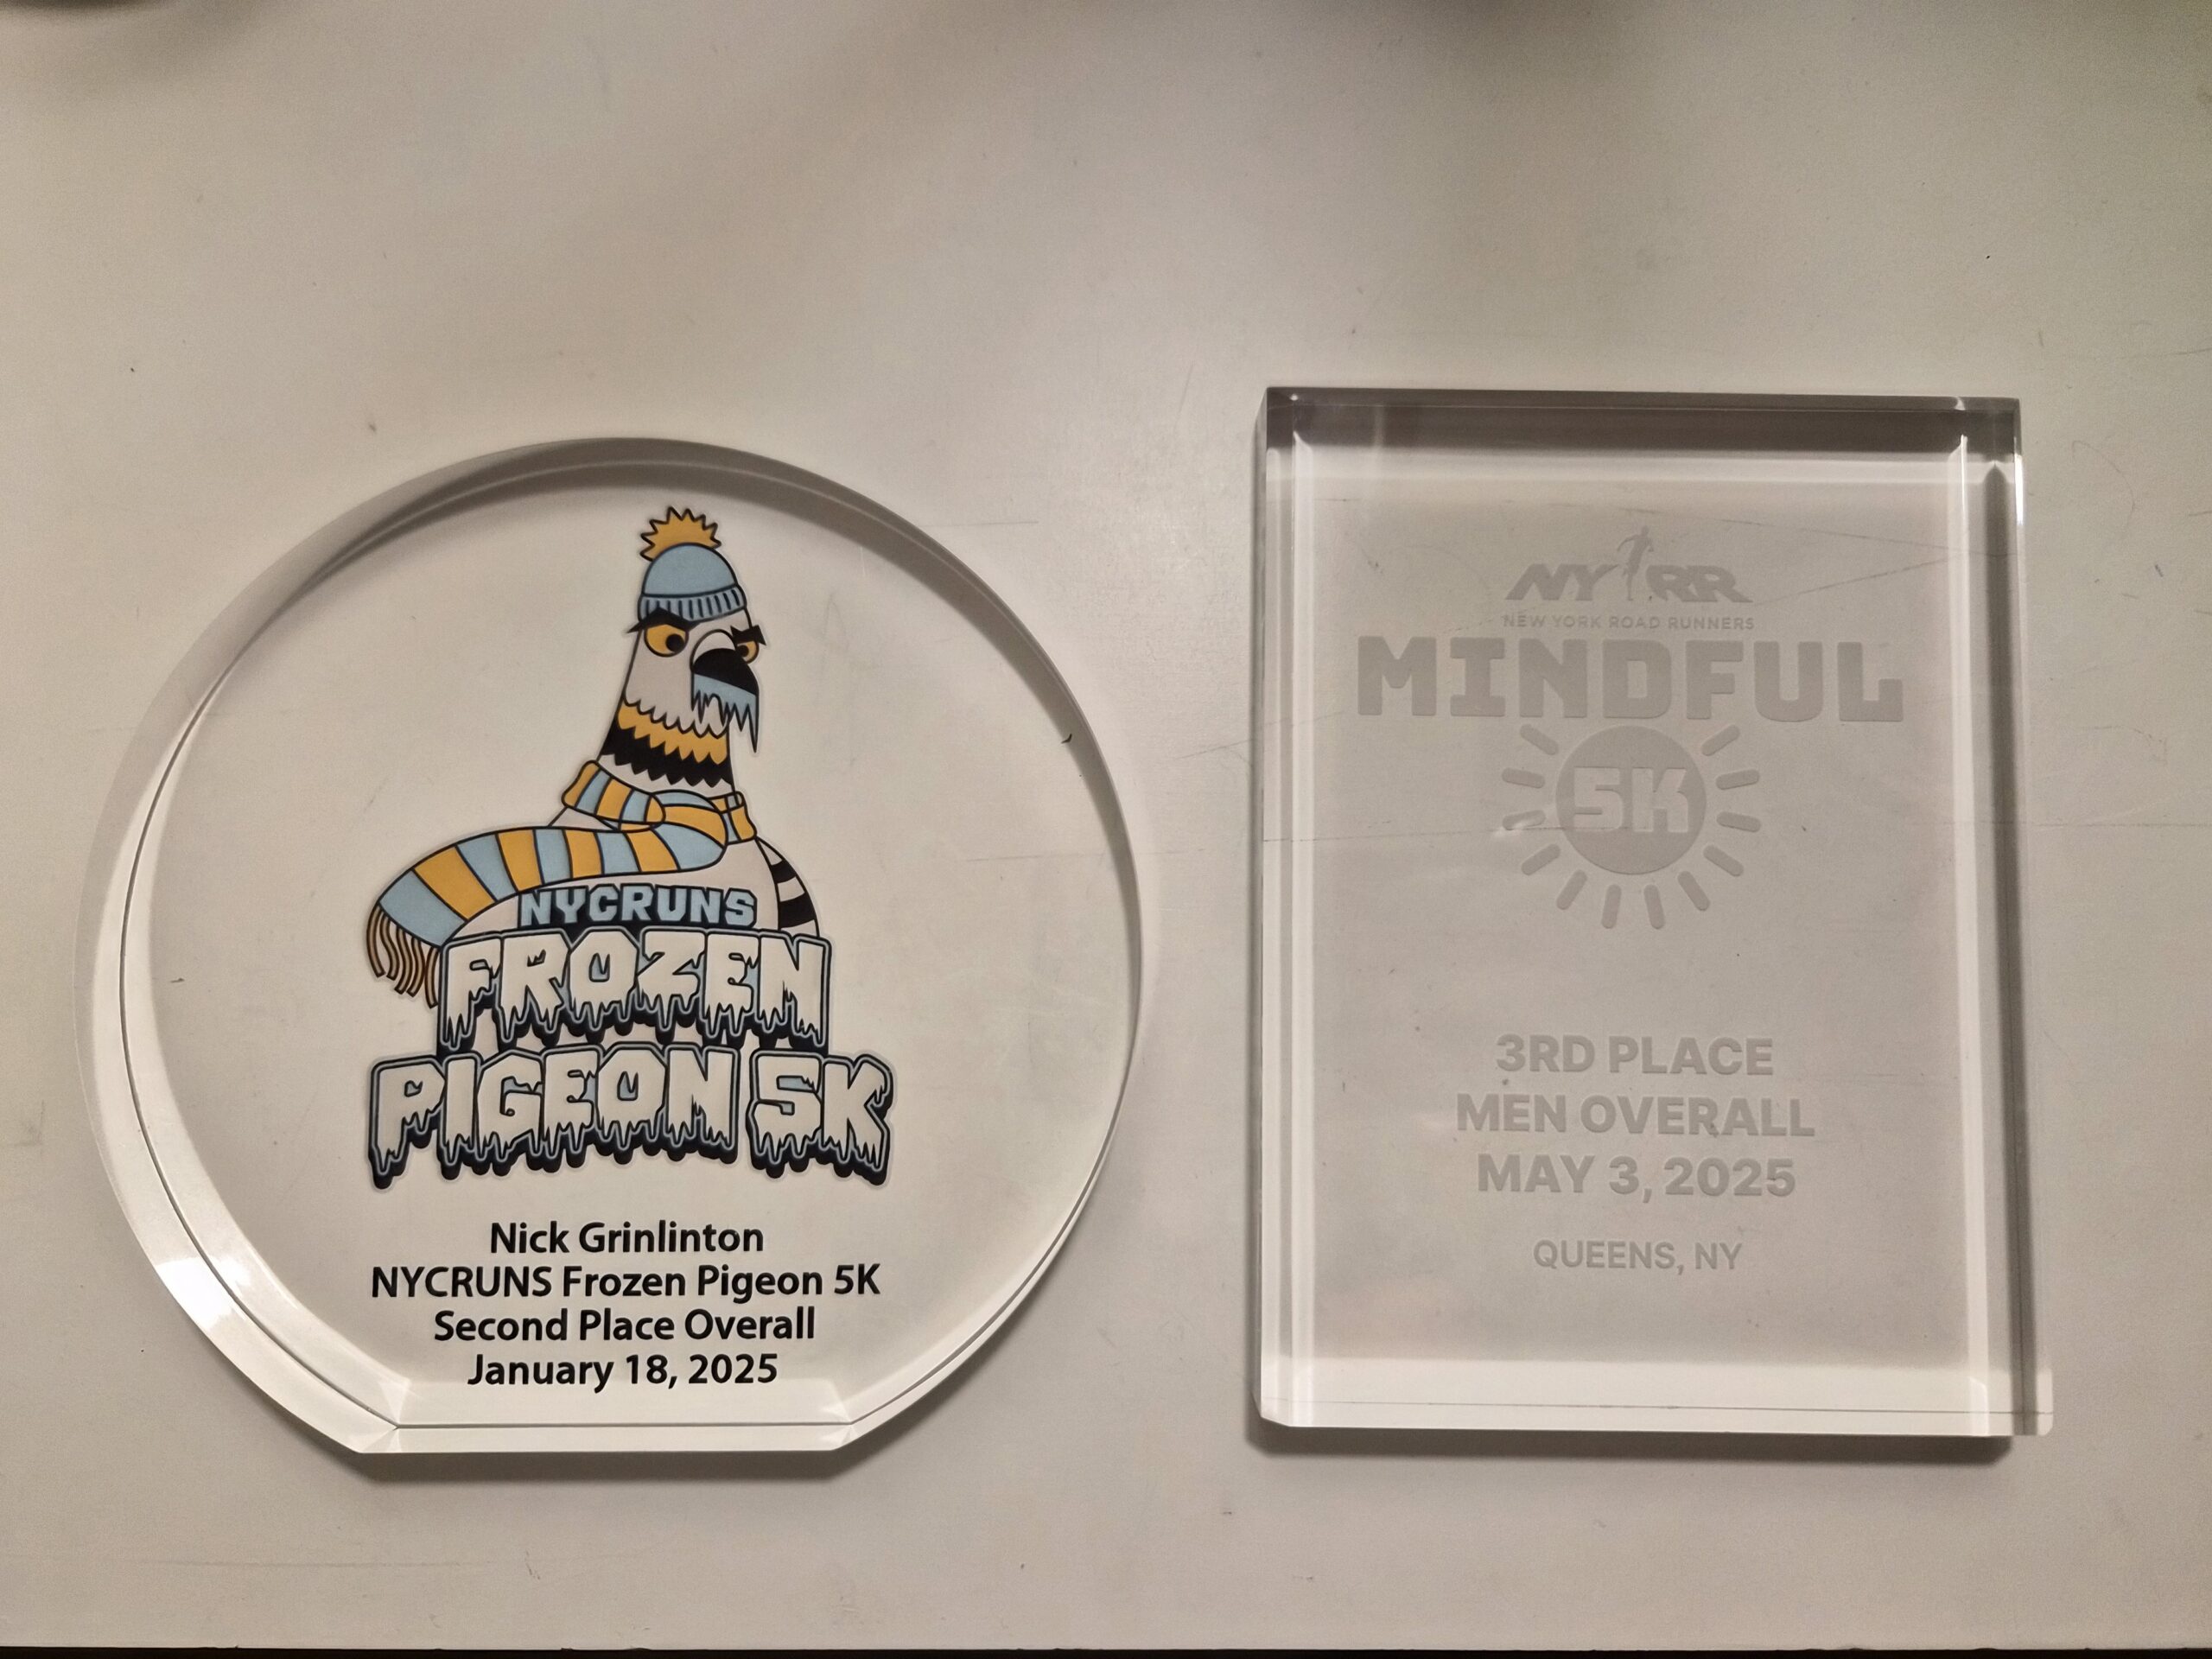 NYCRUNS
FROZEN
PIGEON 5K
Nick Grinlinton
NYCRUNS Frozen Pigeon 5K
Second Place Overall
January 18, 2025
NYRR
NEW YORK ROAD RUNNERS
MINDFUL
5K
3RD PLACE
MEN OVERALL
MAY 3, 2025
QUEENS, NY